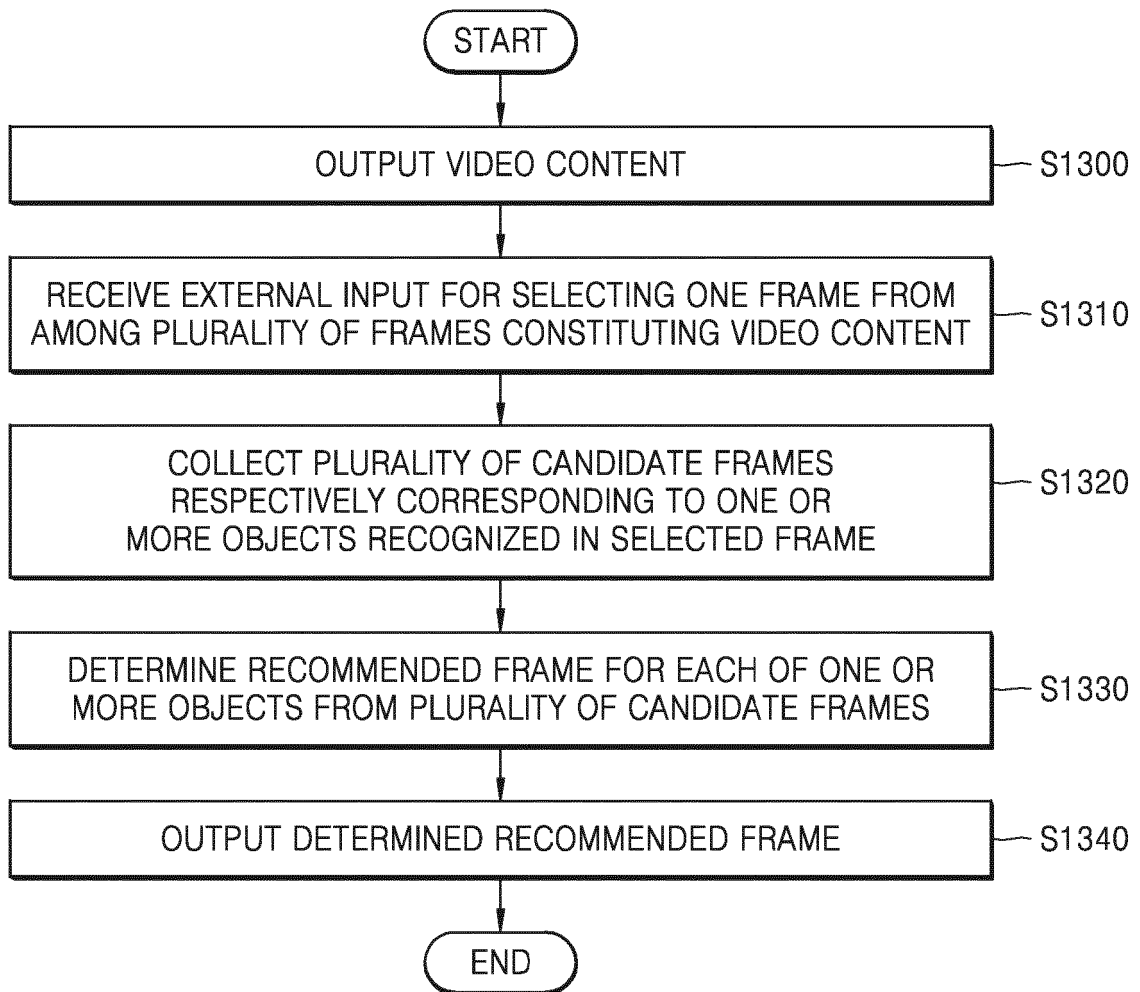 START
OUTPUT VIDEO CONTENT
S1300
RECEIVE EXTERNAL INPUT FOR SELECTING ONE FRAME FROM
AMONG PLURALITY OF FRAMES CONSTITUTING VIDEO CONTENT
S1310
COLLECT PLURALITY OF CANDIDATE FRAMES
RESPECTIVELY CORRESPONDING TO ONE OR
MORE OBJECTS RECOGNIZED IN SELECTED FRAME
S1320
DETERMINE RECOMMENDED FRAME FOR EACH OF ONE OR
MORE OBJECTS FROM PLURALITY OF CANDIDATE FRAMES
S1330
OUTPUT DETERMINED RECOMMENDED FRAME
S1340
END